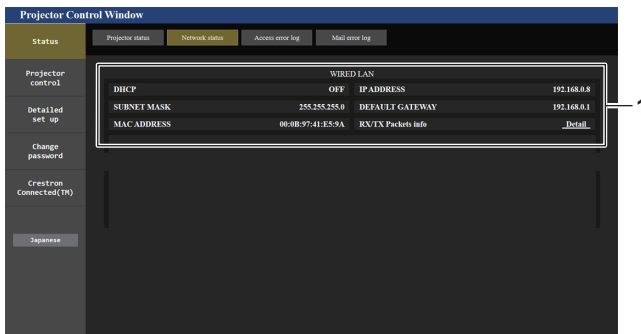 Projector Control Window
Status
Projector status Network status Access error log Mail error log
Projector
control
Detailed
set up
Change
password
Crestron
Connected(TM)
Japanese
WIRED LAN
DHCP OFF IP ADDRESS 192.168.0.8
SUBNET MASK 255.255.255.0 DEFAULT GATEWAY 192.168.0.1
MAC ADDRESS 00:0B:97:41:E5:9A RX/TX Packets info Detail
1